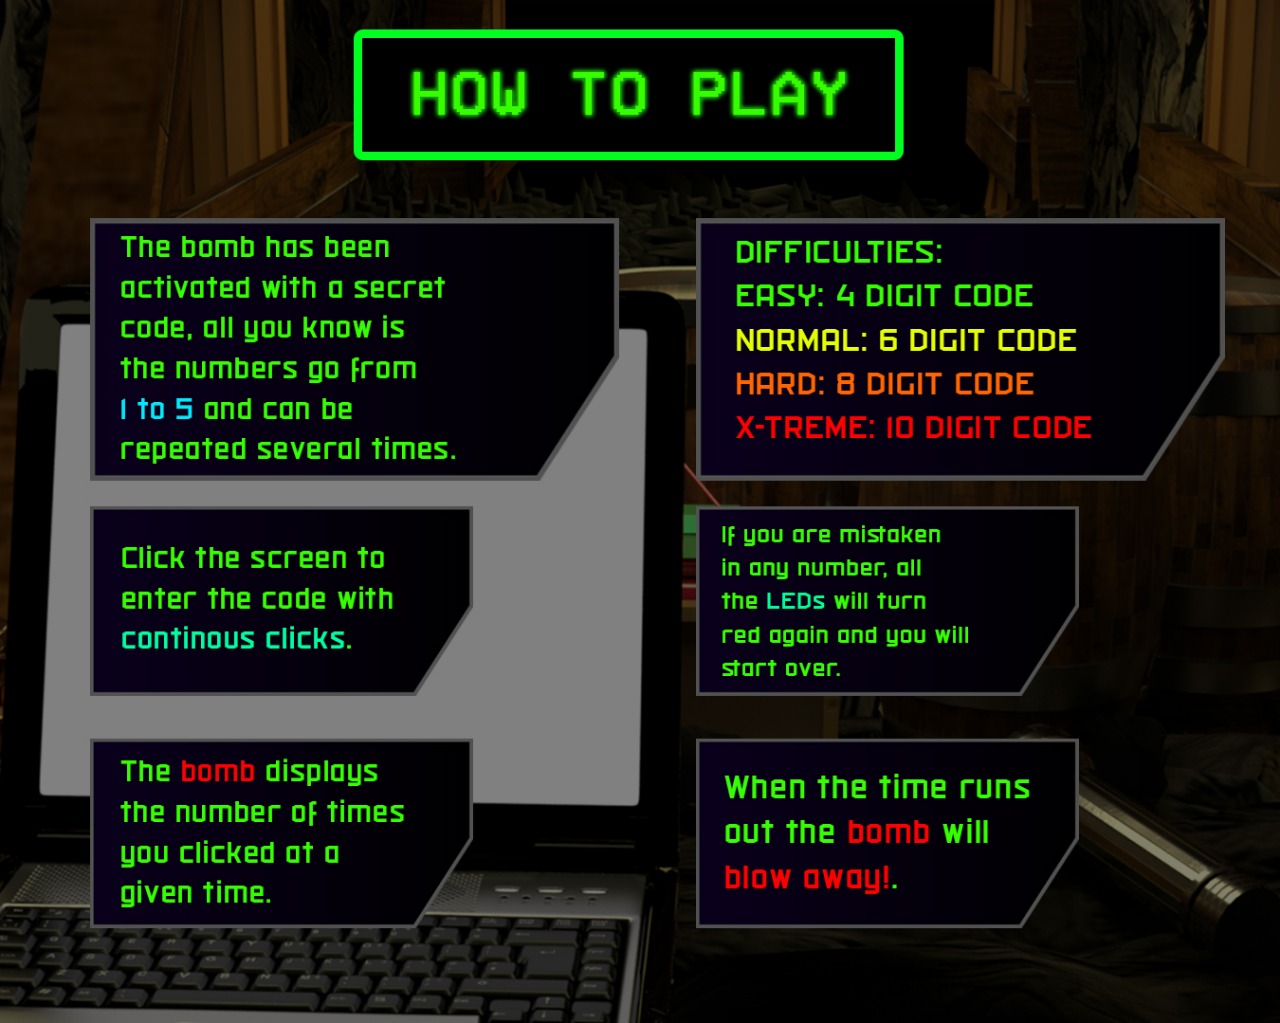 HOW TO PLAY
The bomb has been
activated with a secret
code, all you know is
the numbers go from
1 to 5 and can be
repeated several times.
DIFFICULTIES:
EASY: 4 DIGIT CODE
NORMAL: 6 DIGIT CODE
HARD: 8 DIGIT CODE
X-TREME: 10 DIGIT CODE
Click the screen to
enter the code with
continous clicks.
If you are mistaken
in any number, all
the LEDs will turn
red again and you will
start over.
The bomb displays
the number of times
you clicked at a
given time.
When the time runs
out the bomb will
blow away!.